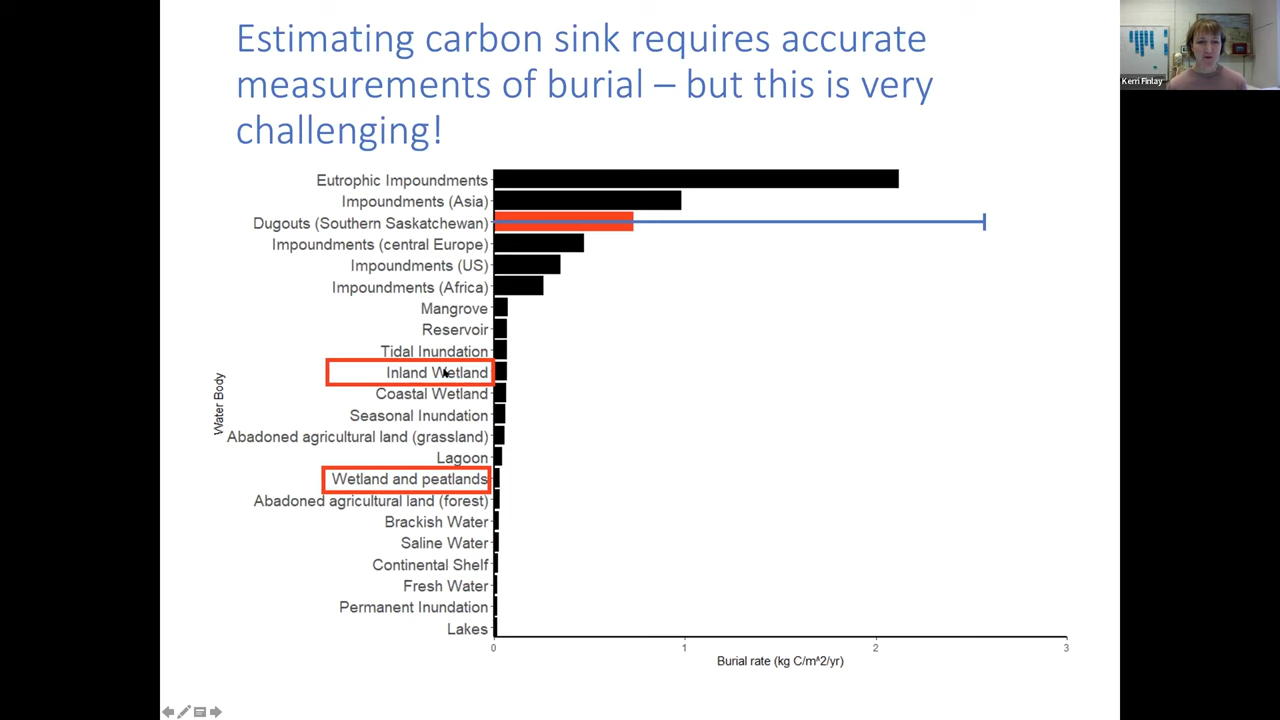 Estimating carbon sink requires accurate
measurements of burial – but this is very
challenging!
Kerri Finlay
Eutrophic Impoundments
Impoundments (Asia)
Dugouts (Southern Saskatchewan)
Impoundments (central Europe)
Impoundments (US)
Impoundments (Africa)
Mangrove
Reservoir
Tidal Inundation
Inland Wetland
Coastal Wetland
Seasonal Inundation
Abadoned agricultural land (grassland)
Lagoon
Wetland and peatlands
Abadoned agricultural land (forest)
Brackish Water
Saline Water
Continental Shelf
Fresh Water
Permanent Inundation
Lakes
Water Body
0 1 2 3
Burial rate (kg C/m^2/yr)